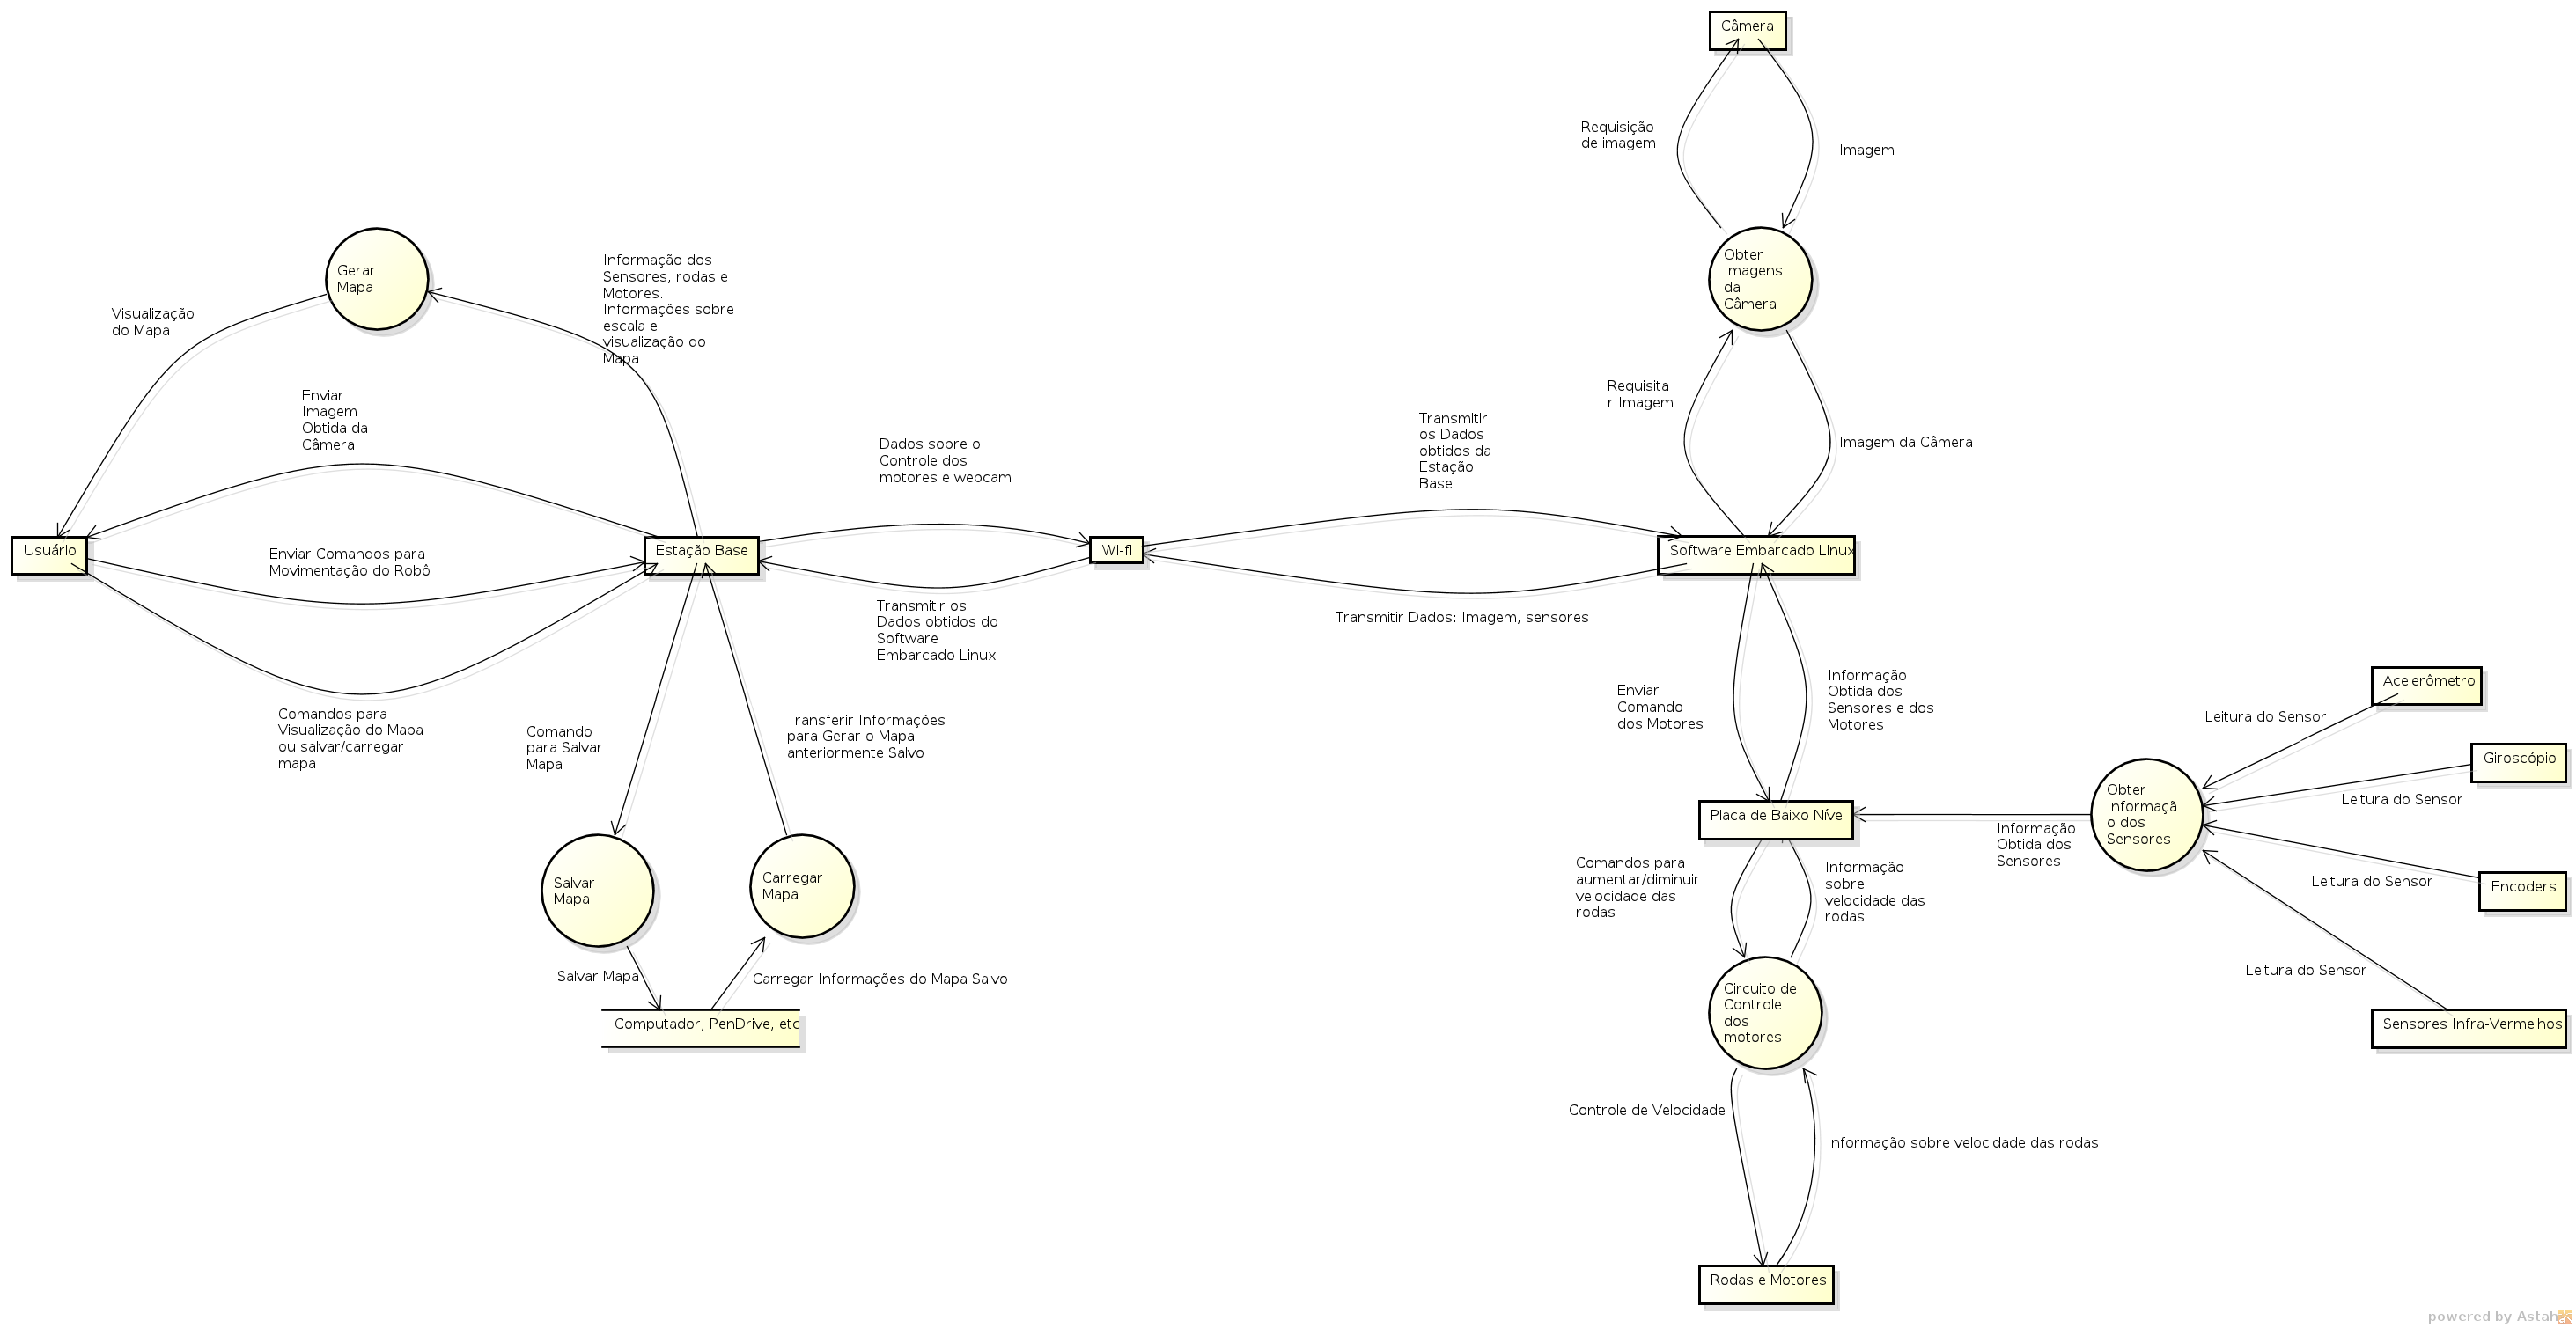 Câmera
Requisição
de imagem
Imagem
Obter
Imagens
da
Câmera
Gerar
Mapa
Informação dos
Sensores, rodas e
Motores.
Informações sobre
escala e
visualização do
Mapa
Visualização
do Mapa
Enviar
Imagem
Obtida da
Câmera
Requisita
r Imagem
Imagem da Câmera
Dados sobre o
Controle dos
motores e webcam
Transmitir
os Dados
obtidos da
Estação
Base
Usuário
Enviar Comandos para
Movimentação do Robô
Estação Base
Wi-fi
Software Embarcado Linux
Transmitir os
Dados obtidos do
Software
Embarcado Linux
Transmitir Dados: Imagem, sensores
Comandos para
Visualização do Mapa
ou salvar/carregar
mapa
Comando
para Salvar
Mapa
Transferir Informações
para Gerar o Mapa
anteriormente Salvo
Enviar
Comando
dos Motores
Informação
Obtida dos
Sensores e dos
Motores
Acelerômetro
Leitura do Sensor
Giroscópio
Leitura do Sensor
Placa de Baixo Nível
Informação
Obtida dos
Sensores
Obter
Informaçã
o dos
Sensores
Encoders
Leitura do Sensor
Comandos para
aumentar/diminuir
velocidade das
rodas
Informação
sobre
velocidade das
rodas
Salvar
Mapa
Carregar
Mapa
Salvar Mapa
Carregar Informações do Mapa Salvo
Computador, PenDrive, etc
Circuito de
Controle
dos
motores
Leitura do Sensor
Sensores Infra-Vermelhos
Controle de Velocidade
Informação sobre velocidade das rodas
Rodas e Motores
powered by Astah